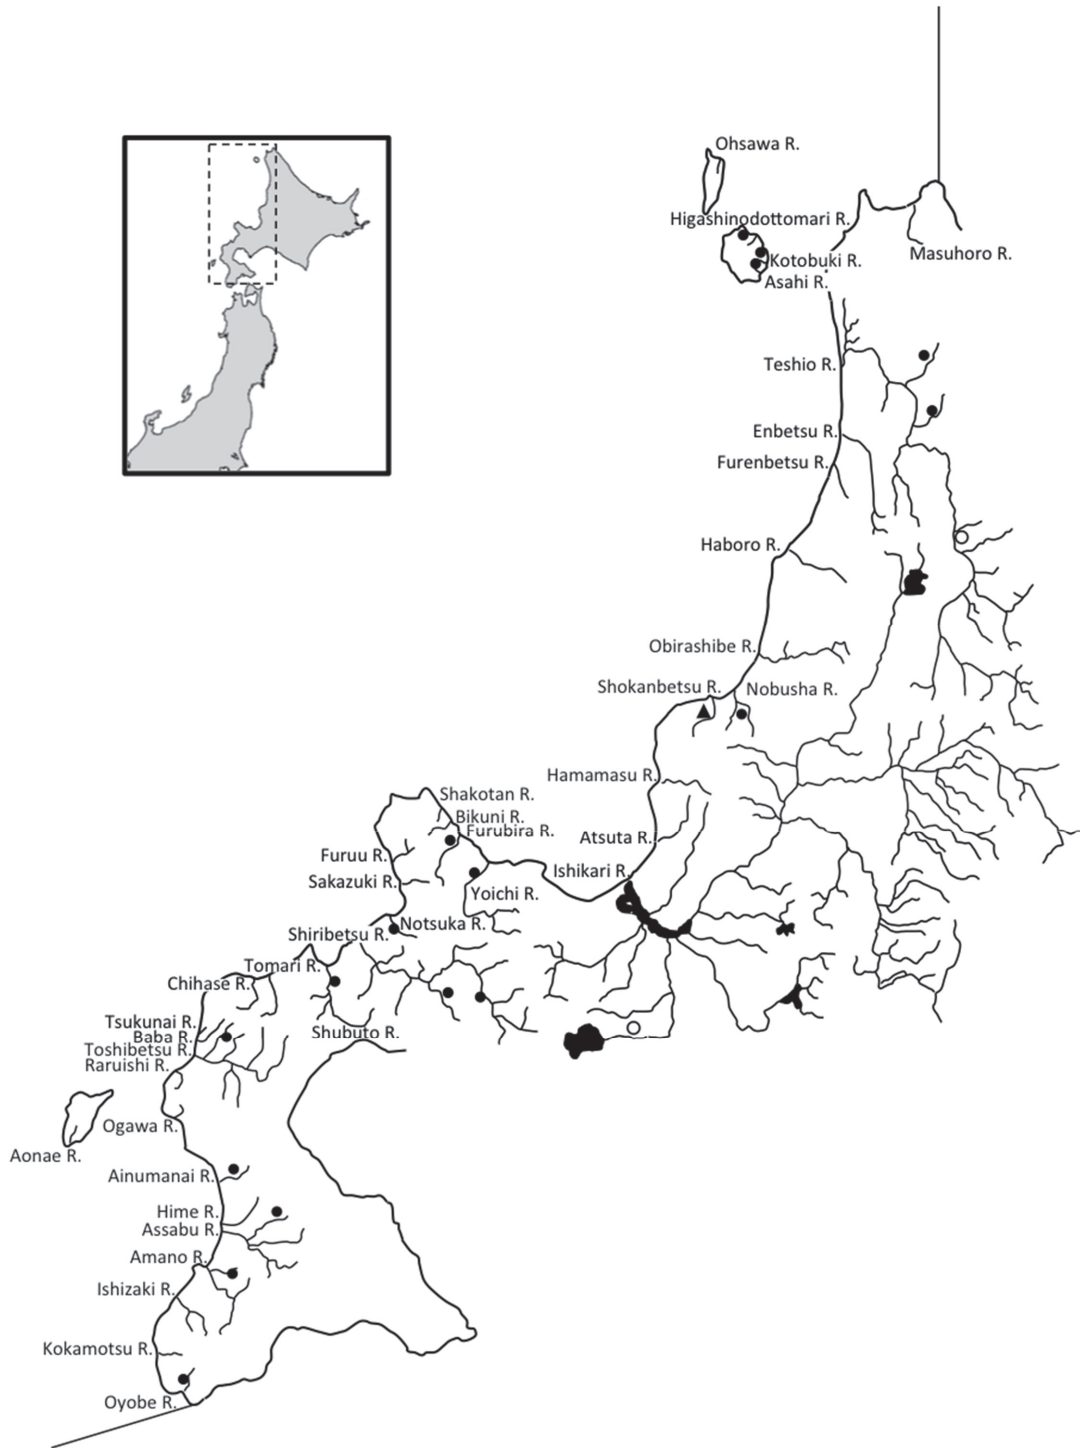 Ohsawa R.
Higashinodottomari R.
Masuhoro R.
Kotobuki R.
Asahi R.
Teshio R.
Enbetsu R.
Furenbetsu R.
Haboro R.
Obirashibe R.
Shokanbetsu R.
Nobusha R.
Hamamasu R.
Shakotan R.
Bikuni R.
Furubira R.
Atsuta R.
Furuu R.
Ishikari R.
Sakazuki R.
Yoichi R.
Notsuka R.
Shiribetsu R.
Tomari R.
Chihase R.
Tsukunai R.
Shubuto R.
Baba R.
Toshibetsu R.
Raruishi R.
Ogawa R.
Aonae R.
Ainumanai R.
Hime R.
Assabu R.
Amano R.
Ishizaki R.
Kokamotsu R.
Oyobe R.